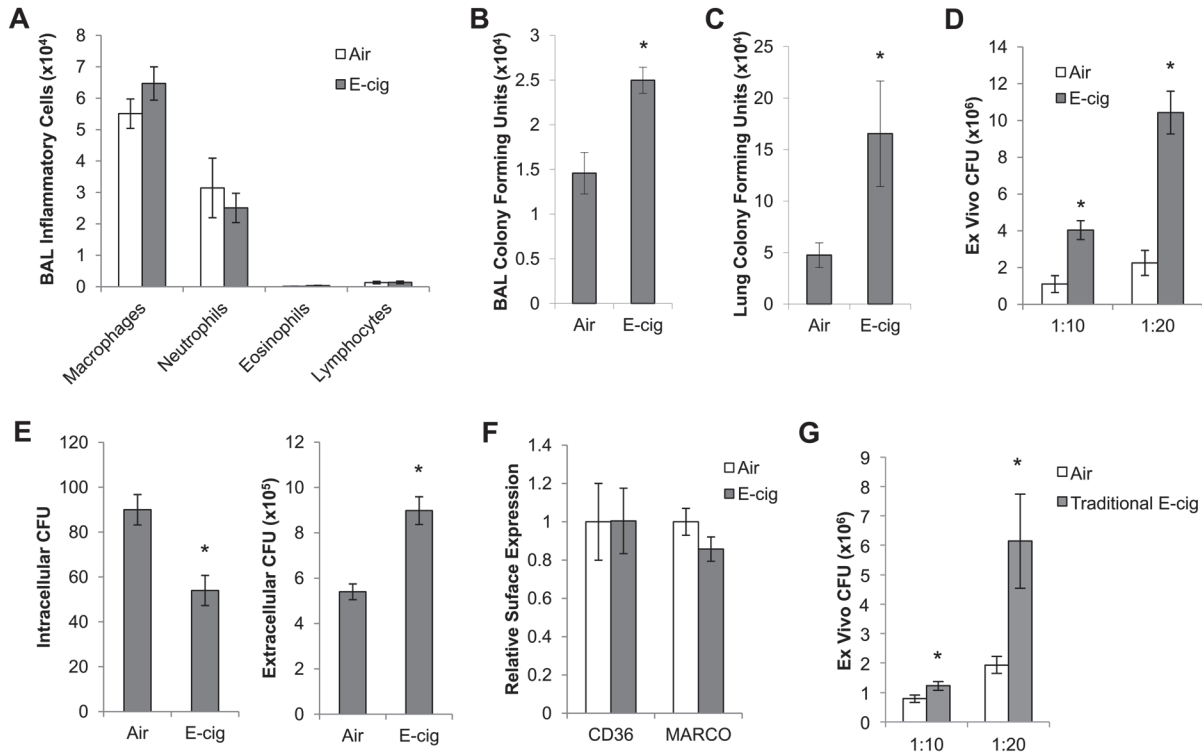 A
BAL Inflammatory Cells (x10⁴)
8
7
6
5
4
3
2
1
0
Air
E-cig
Macrophages
Neutrophils
Eosinophils
Lymphocytes
B
BAL Colony Forming Units (x10⁴)
3
2.5
2
1.5
1
0.5
0
*
Air
E-cig
C
Lung Colony Forming Units (x10⁴)
25
20
15
10
5
0
*
Air
E-cig
D
Ex Vivo CFU (x10⁶)
14
12
10
8
6
4
2
0
Air
E-cig
*
*
1:10
1:20
E
Intracellular CFU
120
100
80
60
40
20
0
*
Air
E-cig
Extracellular CFU (x10⁵)
12
10
8
6
4
2
0
*
Air
E-cig
F
Relative Suface Expression
1.4
1.2
1
0.8
0.6
0.4
0.2
0
Air
E-cig
CD36
MARCO
G
Ex Vivo CFU (x10⁶)
9
8
7
6
5
4
3
2
1
0
Air
Traditional E-cig
*
*
1:10
1:20